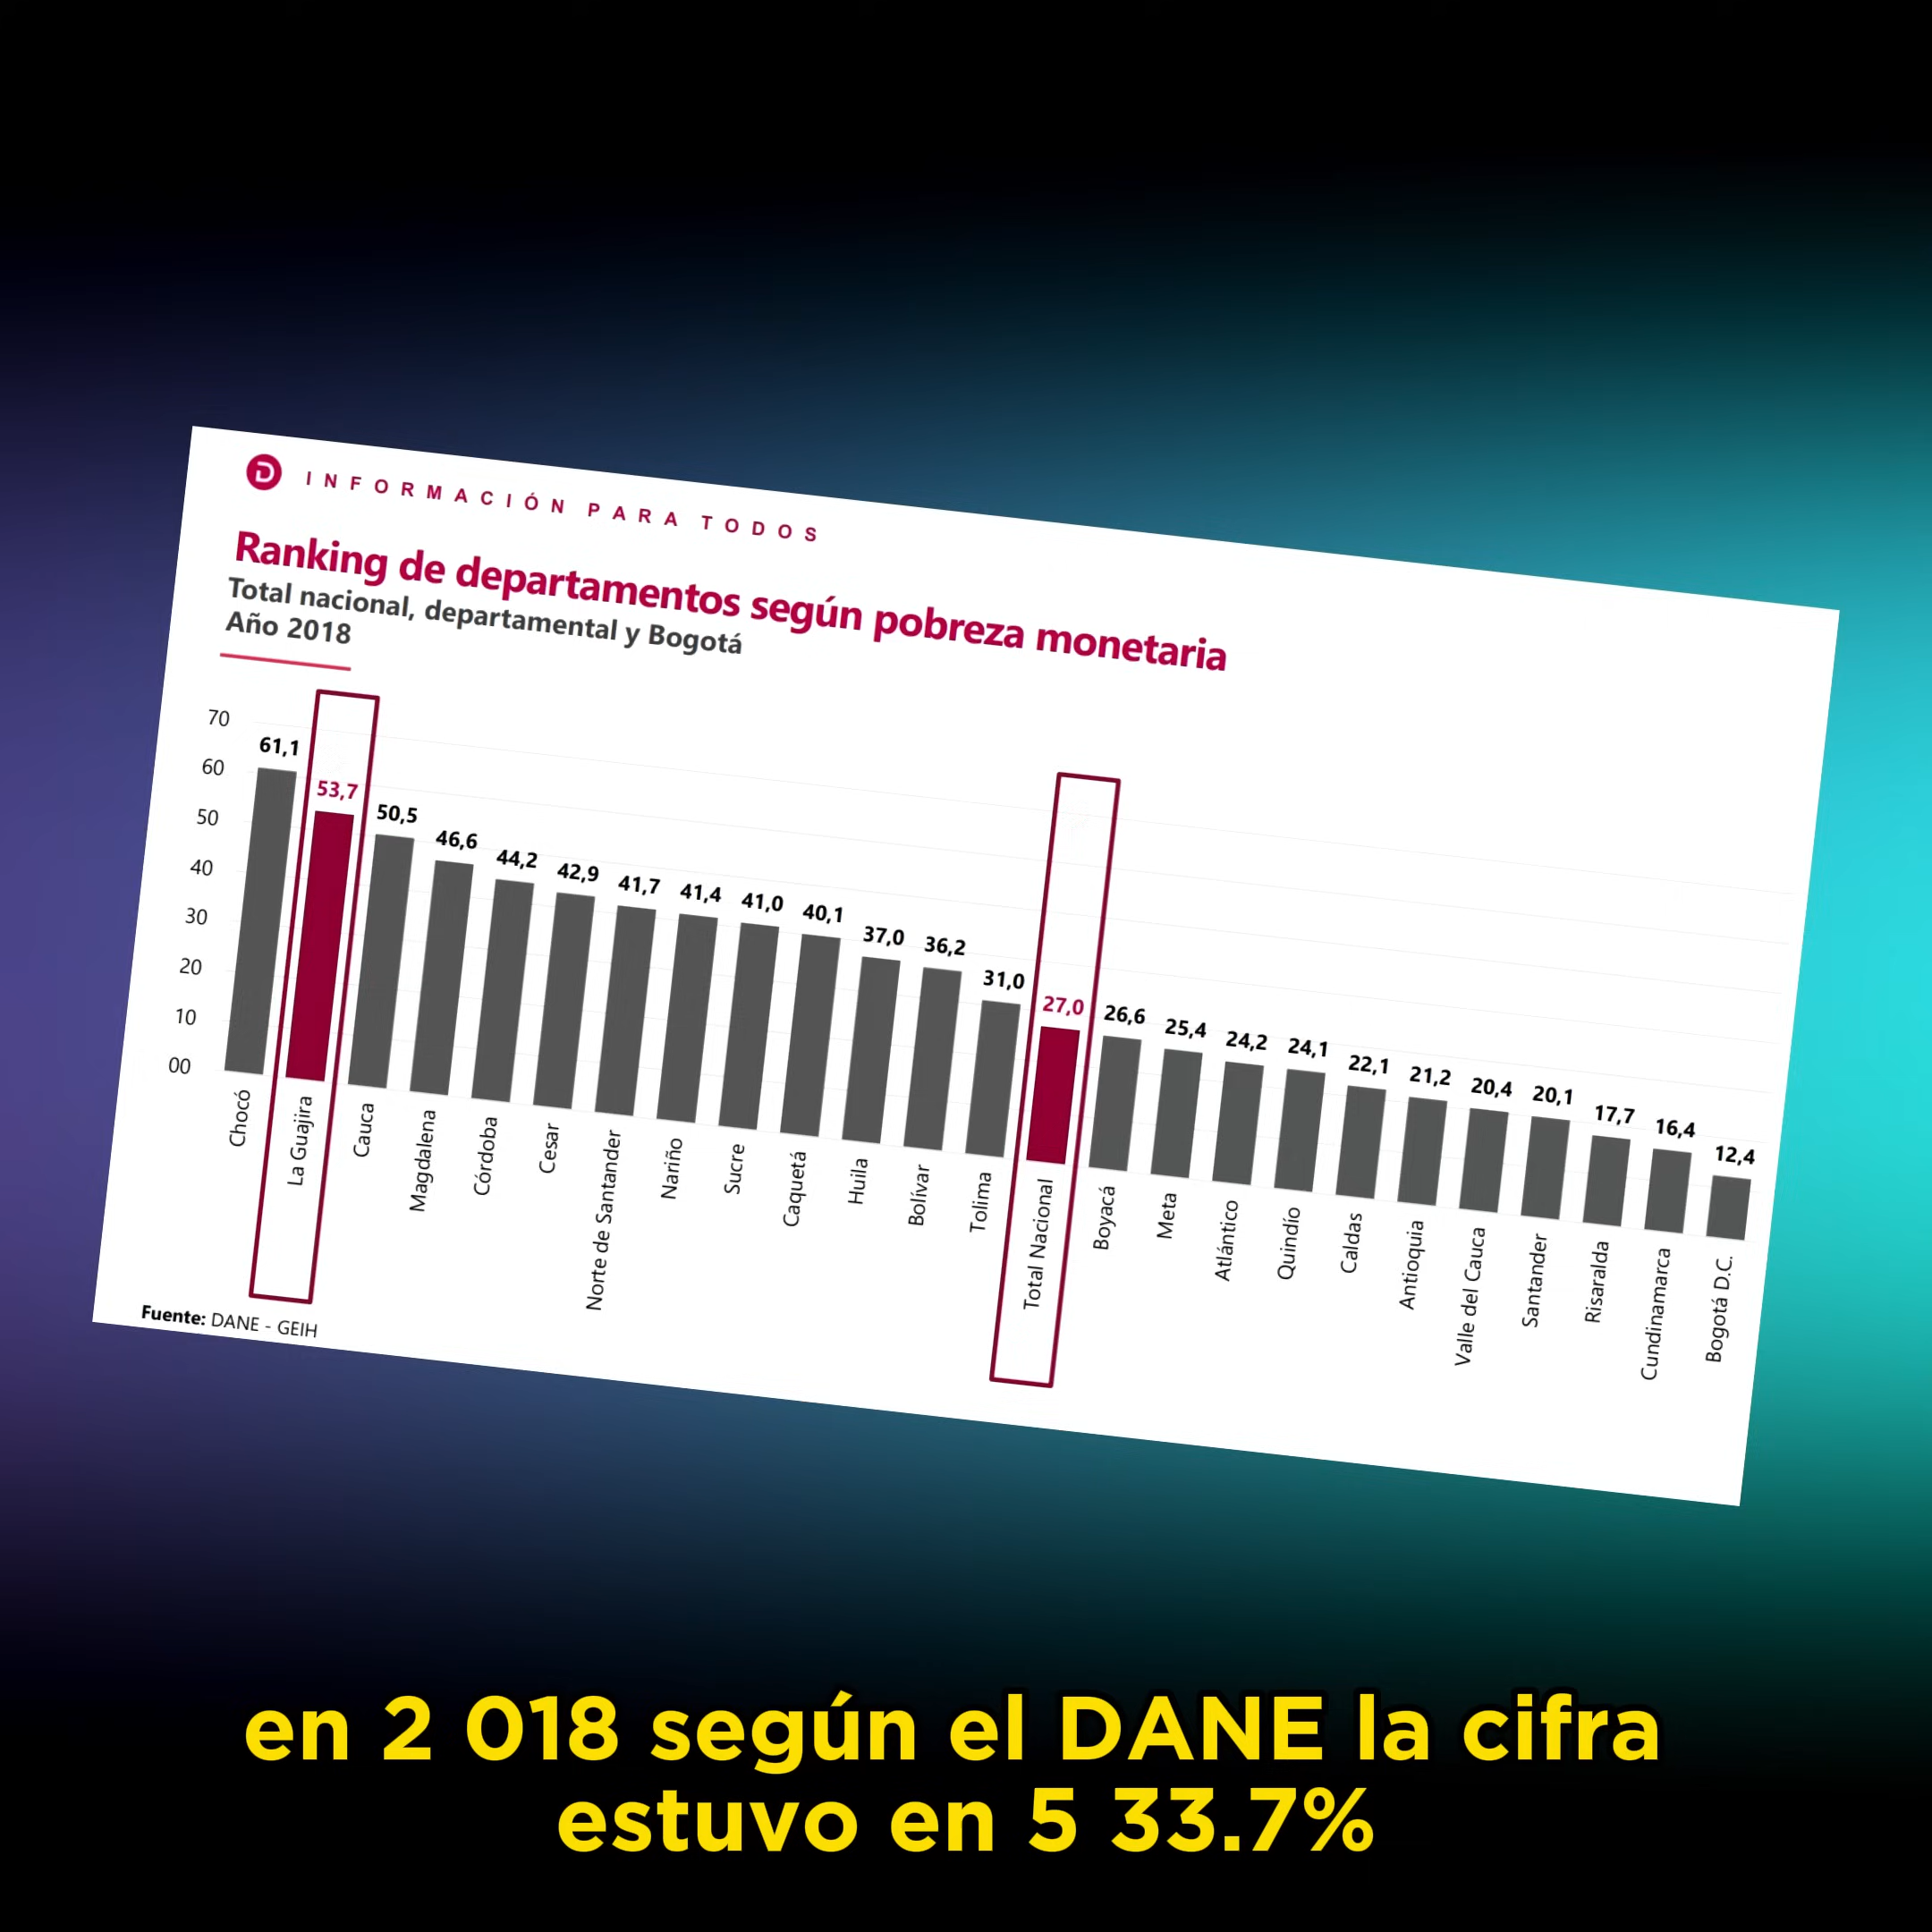 INFORMACIÓN PARA TODOS
Ranking de departamentos según pobreza monetaria
Total nacional, departamental y Bogotá
Año 2018
70
60
50
40
30
20
10
00
61,1
53,7
50,5
46,6
44,2
42,9
41,7
41,4
41,0
40,1
37,0
36,2
31,0
27,0
26,6
25,4
24,2
24,1
22,1
21,2
20,4
20,1
17,7
16,4
12,4
Chocó
La Guajira
Cauca
Magdalena
Córdoba
Cesar
Norte de Santander
Nariño
Sucre
Caquetá
Huila
Bolívar
Tolima
Total Nacional
Boyacá
Meta
Atlántico
Quindío
Caldas
Antioquia
Valle del Cauca
Santander
Risaralda
Cundinamarca
Bogotá D.C.
Fuente: DANE - GEIH
en 2 018 según el DANE la cifra
estuvo en 5 33.7%